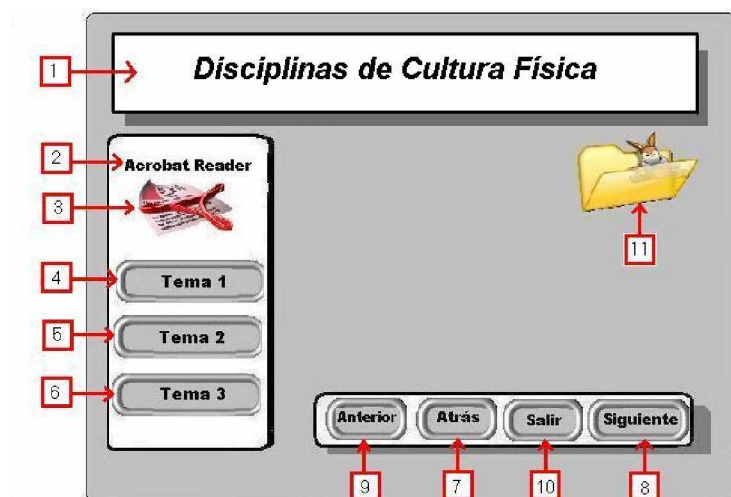 1
Disciplinas de Cultura Física
2
Acrobat Reader
3
11
4
Tema 1
5
Tema 2
6
Tema 3
Anterior
Atrás
Salir
Siguiente
9
7
10
8